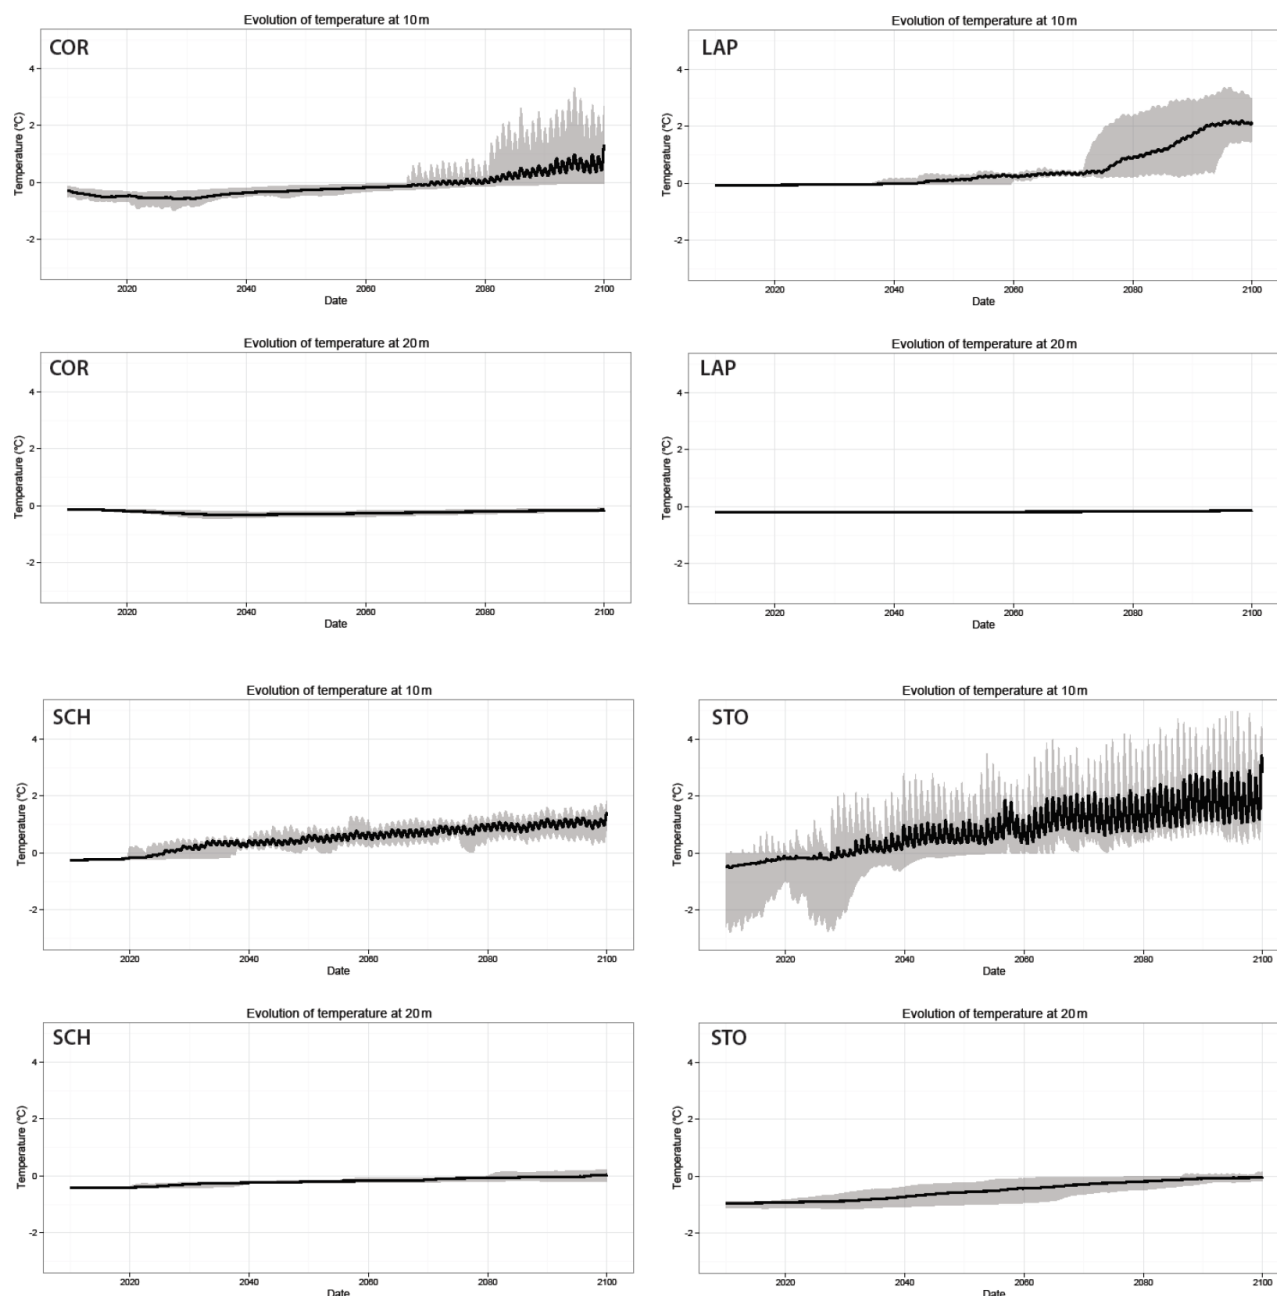 Evolution of temperature at 10 m
COR
4
2
0
-2
Temperature (°C)
2020 2040 2060 2080 2100
Date
Evolution of temperature at 10 m
LAP
4
2
0
-2
Temperature (°C)
2020 2040 2060 2080 2100
Date
Evolution of temperature at 20 m
COR
4
2
0
-2
Temperature (°C)
2020 2040 2060 2080 2100
Date
Evolution of temperature at 20 m
LAP
4
2
0
-2
Temperature (°C)
2020 2040 2060 2080 2100
Date
Evolution of temperature at 10 m
SCH
4
2
0
-2
Temperature (°C)
2020 2040 2060 2080 2100
Date
Evolution of temperature at 10 m
STO
4
2
0
-2
Temperature (°C)
2020 2040 2060 2080 2100
Date
Evolution of temperature at 20 m
SCH
4
2
0
-2
Temperature (°C)
2020 2040 2060 2080 2100
Date
Evolution of temperature at 20 m
STO
4
2
0
-2
Temperature (°C)
2020 2040 2060 2080 2100
Date